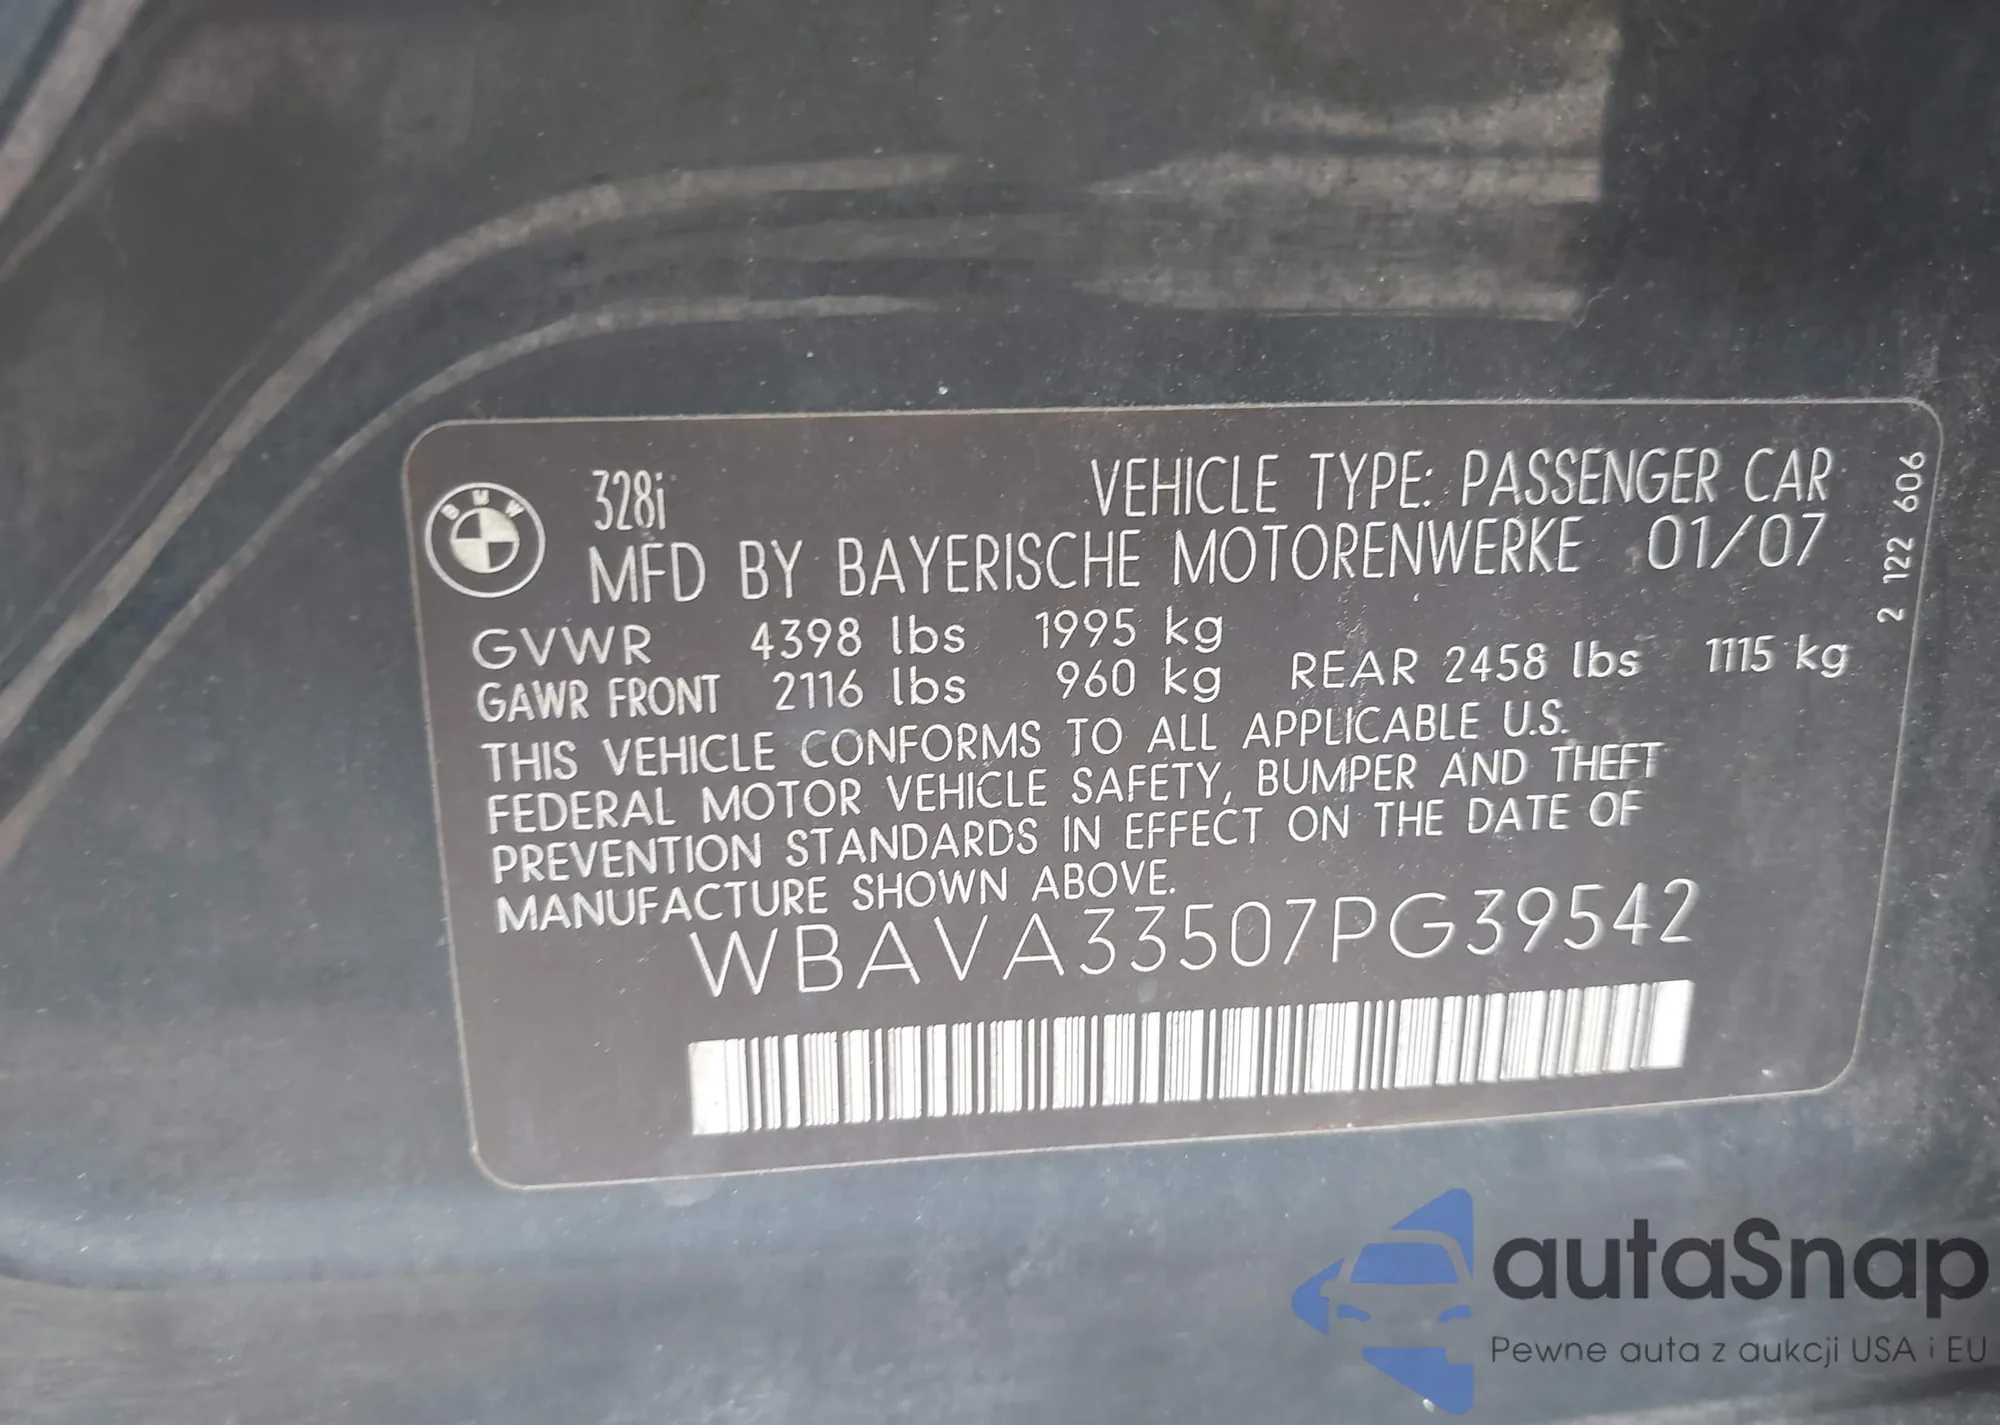 BMW
328i VEHICLE TYPE: PASSENGER CAR
MFD BY BAYERISCHE MOTORENWERKE 01/07
GVWR 4398 lbs 1995 kg
GAWR FRONT 2116 lbs 960 kg REAR 2458 lbs 1115 kg
THIS VEHICLE CONFORMS TO ALL APPLICABLE U.S.
FEDERAL MOTOR VEHICLE SAFETY, BUMPER AND THEFT
PREVENTION STANDARDS IN EFFECT ON THE DATE OF
MANUFACTURE SHOWN ABOVE.
WBAVA33507PG39542
2 122 606
autaSnap
Pewne auta z aukcji USA i EU